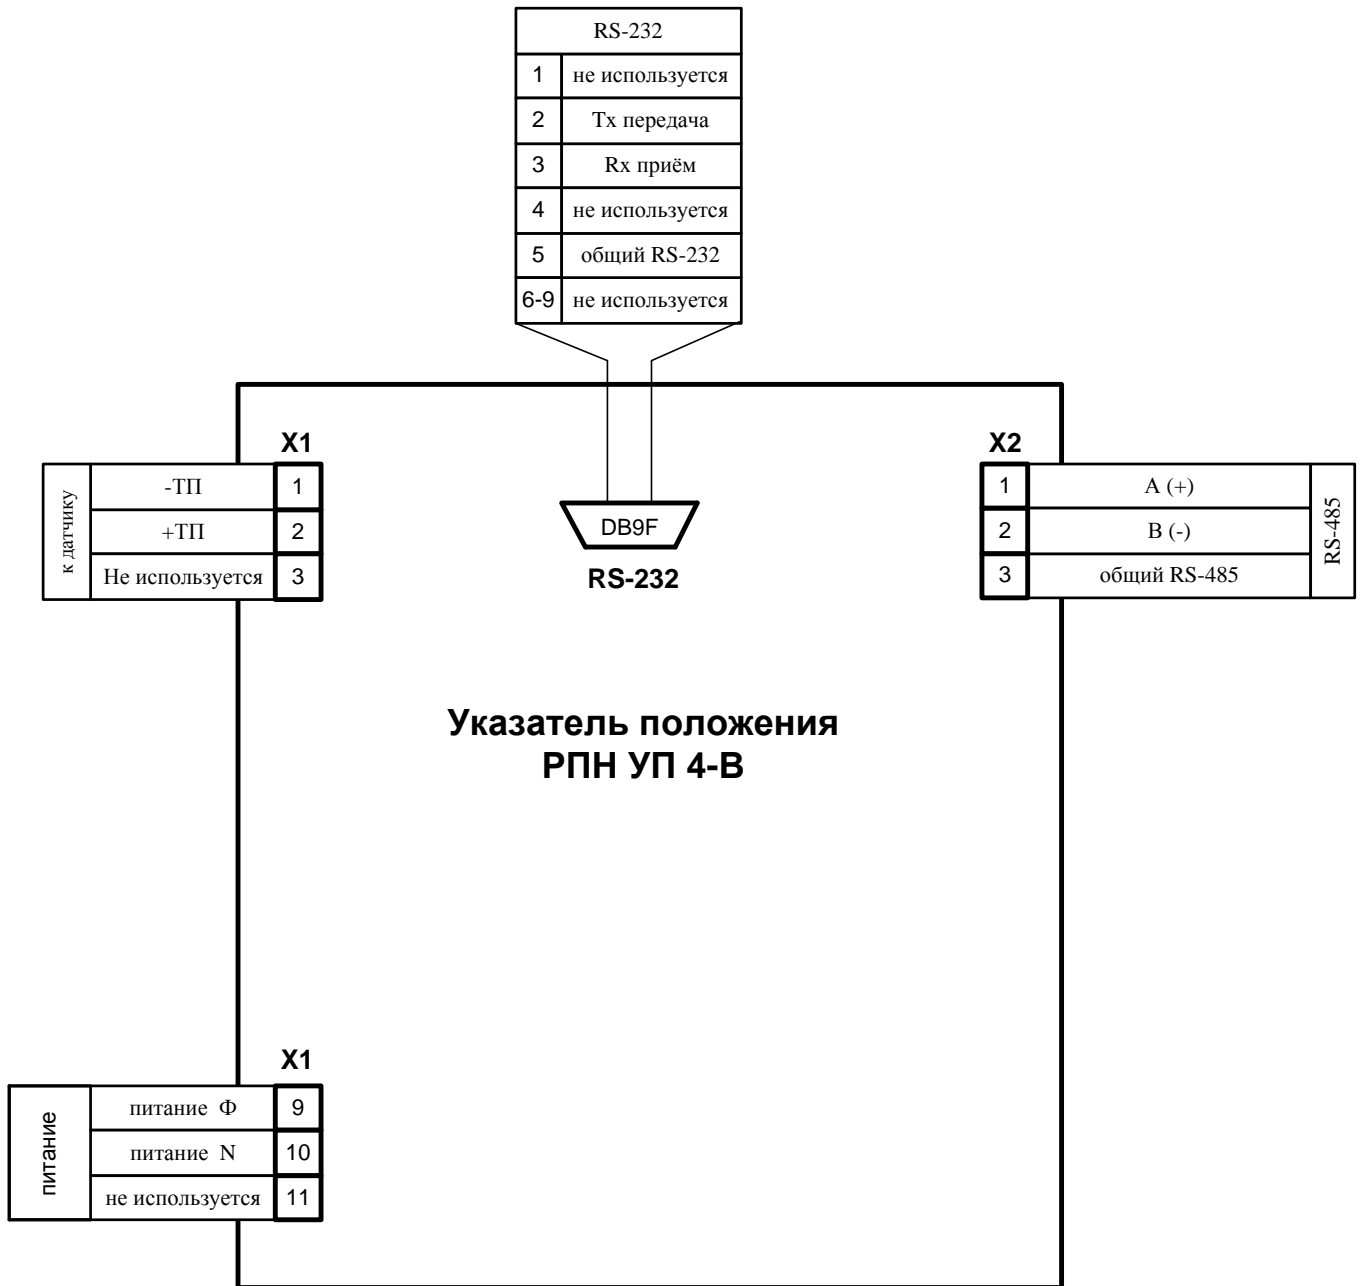 RS-232
1 не используется
2 Tx передача
3 Rx приём
4 не используется
5 общий RS-232
6-9 не используется
X1
к датчику
-ТП 1
+ТП 2
Не используется 3
DB9F
RS-232
X2
1 A (+)
2 B (-)
3 общий RS-485
RS-485
Указатель положения
РПН УП 4-В
X1
питание
питание Ф 9
питание N 10
не используется 11